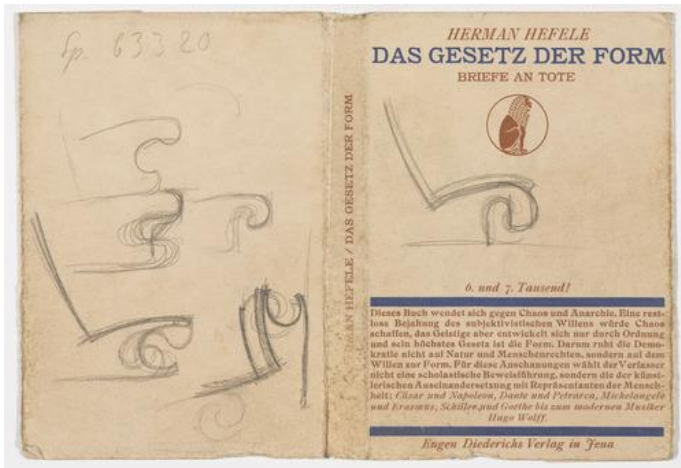 Sp. 63320
HERMAN HEFELE / DAS GESETZ DER FORM
HERMAN HEFELE
DAS GESETZ DER FORM
BRIEFE AN TOTE
6. und 7. Tausend!
Dieses Buch wendet sich gegen Chaos und Anarchie. Eine rest-
lose Bejahung des subjektivistischen Willens würde Chaos
schaffen, das Geistige aber entwickelt sich nur durch Ordnung
und sein höchstes Gesetz ist die Form. Darum ruht die Demo-
kratie nicht auf Natur und Menschenrechten, sondern auf dem
Willen zur Form. Für diese Anschauungen wählt der Verfasser
nicht eine scholastische Beweisführung, sondern die der künst-
lerischen Auseinandersetzung mit Repräsentanten der Mensch-
heit: Cäsar und Napoleon, Dante und Petrarca, Michelangelo
und Erasmus, Schiller und Goethe bis zum modernen Musiker
Hugo Wolff.
Eugen Diederichs Verlag in Jena